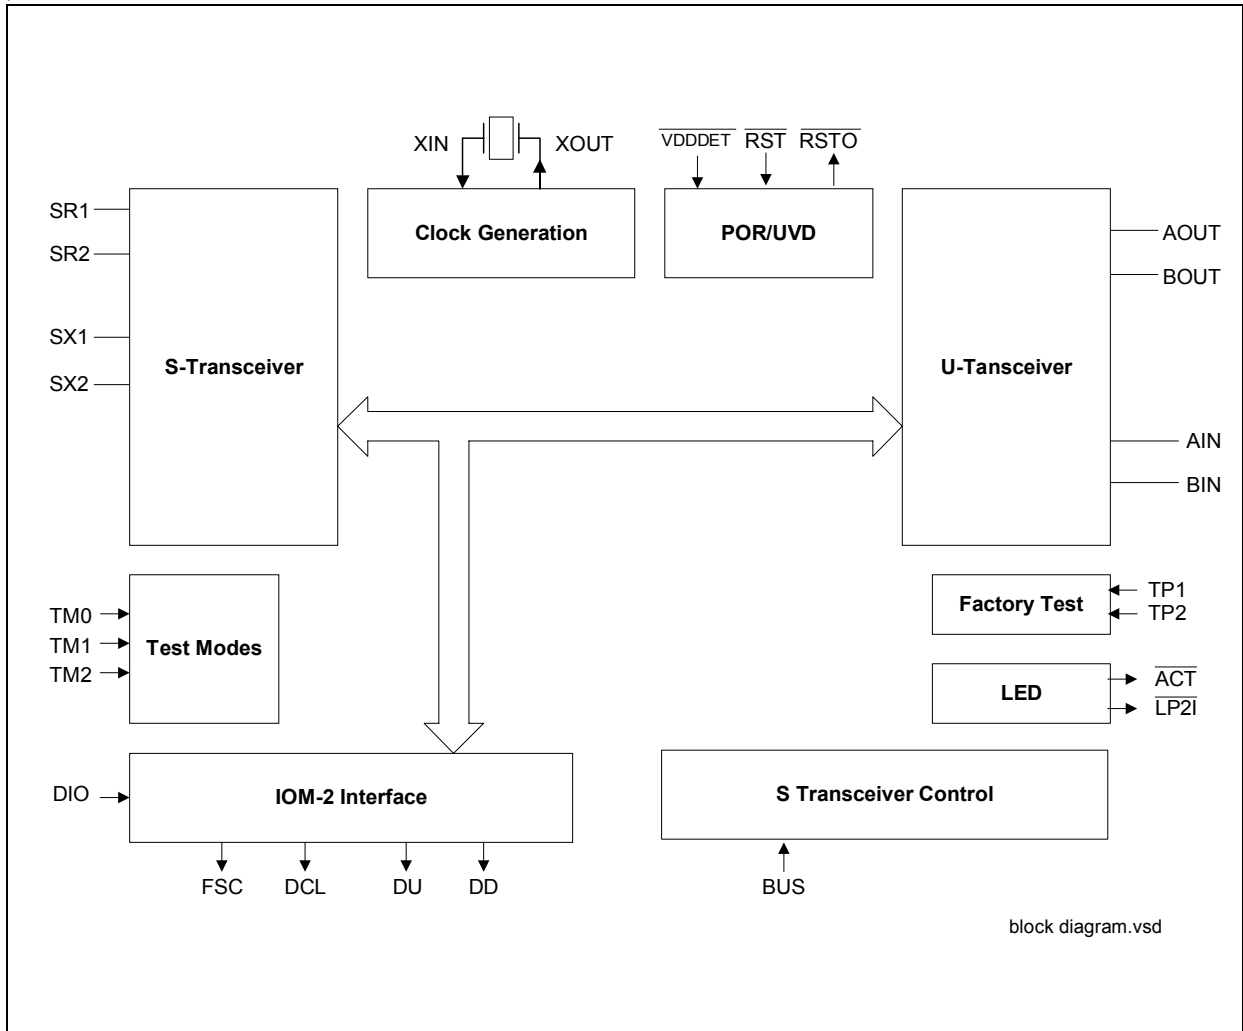 XIN
XOUT
VDDDET
RST
RSTO
SR1
SR2
SX1
SX2
S-Transceiver
Clock Generation
POR/UVD
U-Tansceiver
AOUT
BOUT
AIN
BIN
TM0
TM1
TM2
Test Modes
Factory Test
TP1
TP2
LED
ACT
LP2I
DIO
IOM-2 Interface
S Transceiver Control
FSC
DCL
DU
DD
BUS
block diagram.vsd